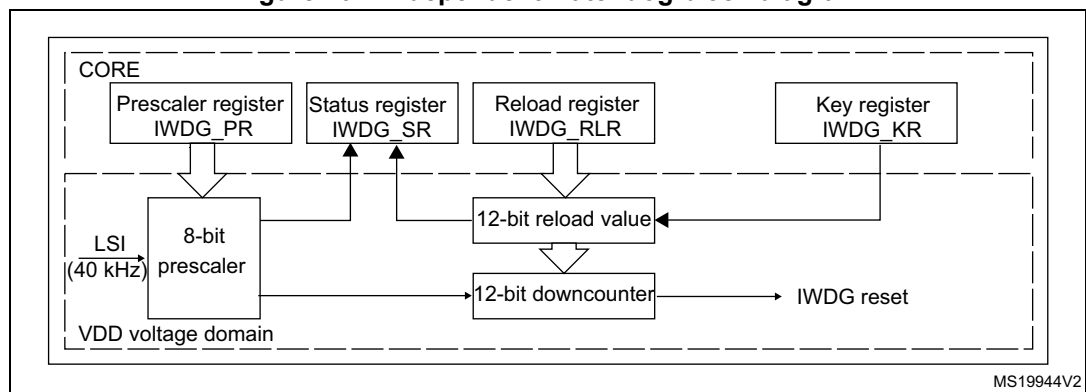 CORE
Prescaler register
IWDG_PR
Status register
IWDG_SR
Reload register
IWDG_RLR
Key register
IWDG_KR
12-bit reload value
8-bit
prescaler
LSI
(40 kHz)
12-bit downcounter
IWDG reset
VDD voltage domain
MS19944V2